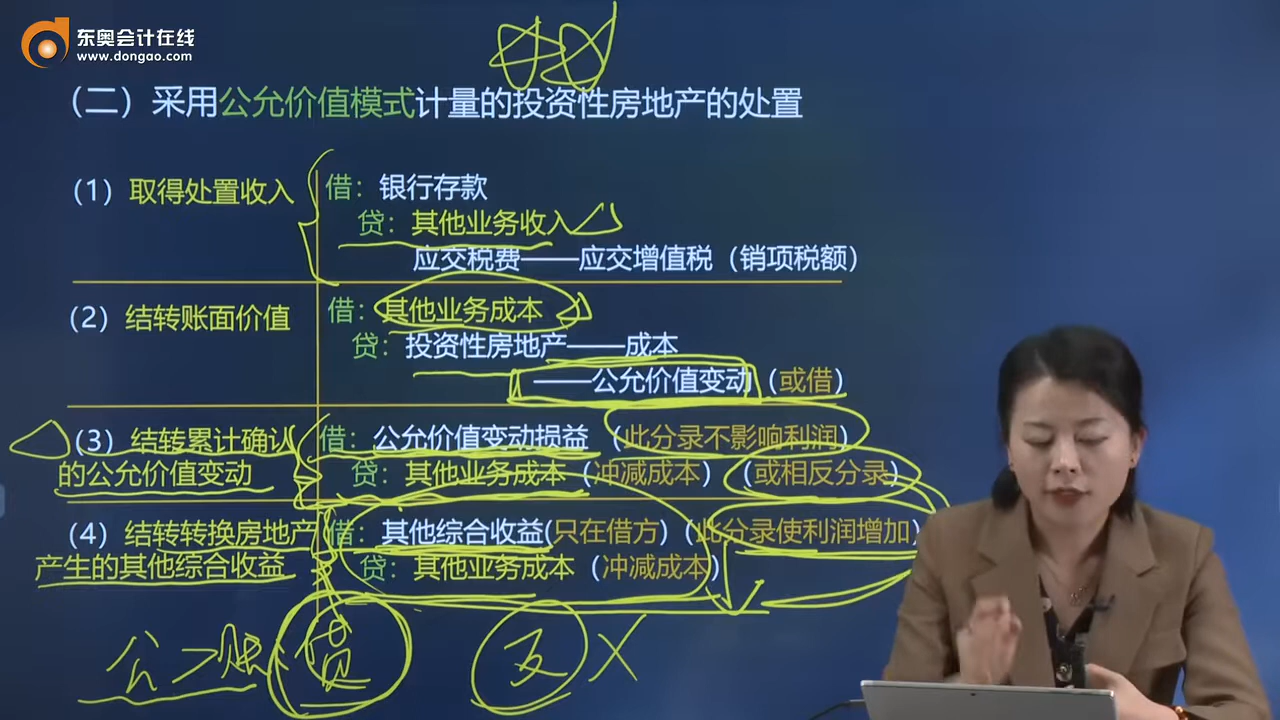 东奥会计在线
www.dongao.com
（二）采用公允价值模式计量的投资性房地产的处置
（1）取得处置收入
借：银行存款
贷：其他业务收入
应交税费——应交增值税（销项税额）
（2）结转账面价值
借：其他业务成本
贷：投资性房地产——成本
——公允价值变动（或借）
（3）结转累计确认
的公允价值变动
借：公允价值变动损益（此分录不影响利润）
贷：其他业务成本（冲减成本）（或相反分录）
（4）结转转换房地产
产生的其他综合收益
借：其他综合收益(只在借方）（此分录使利润增加）
贷：其他业务成本（冲减成本）
公>账 贷